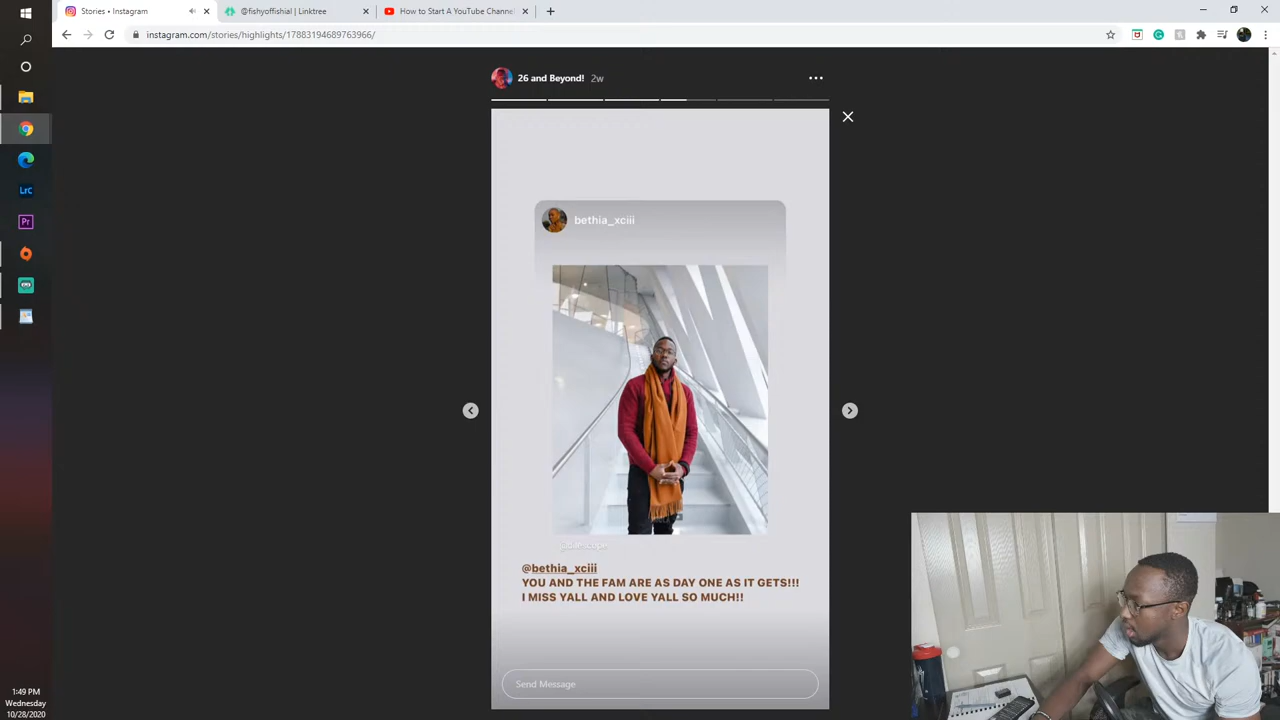 Stories • Instagram
@fishyoffishial | Linktree
How to Start A YouTube Channel
instagram.com/stories/highlights/17883194689763966/
26 and Beyond! 2w
bethia_xciii
@bethia_xciii
YOU AND THE FAM ARE AS DAY ONE AS IT GETS!!!
I MISS YALL AND LOVE YALL SO MUCH!!
Send Message
LrC
Pr
1:49 PM
Wednesday
10/28/2020